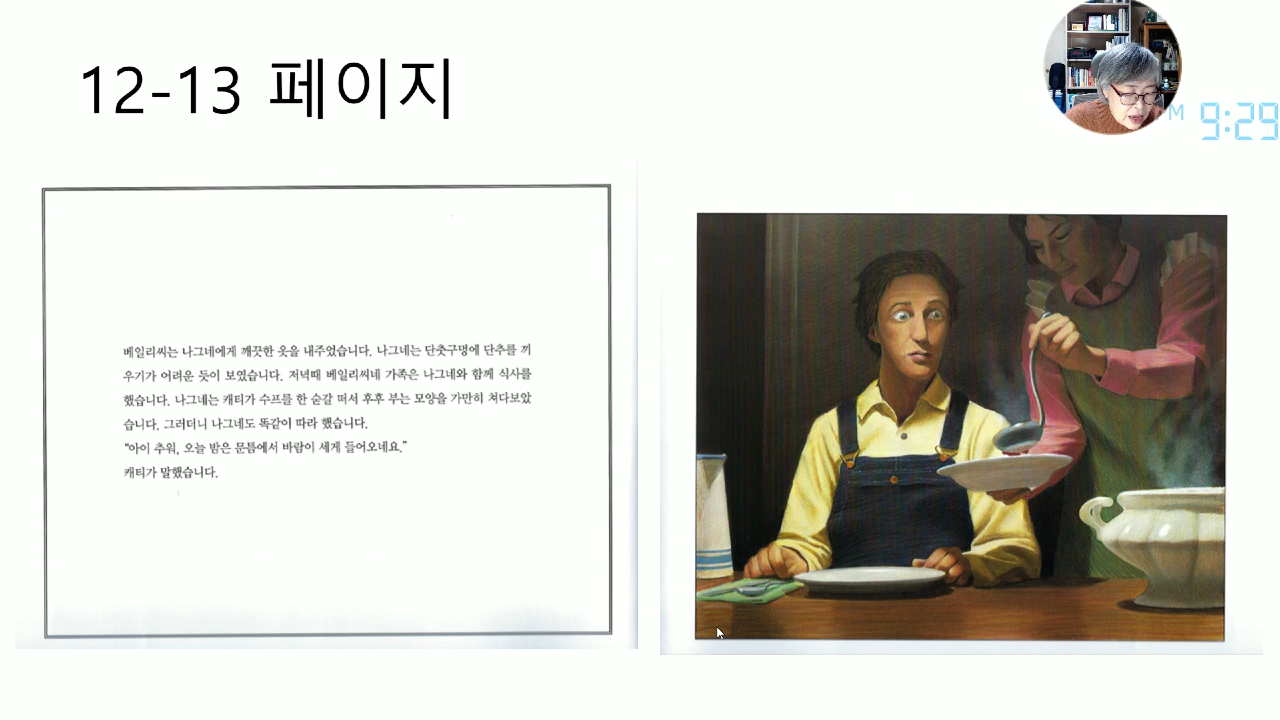 12-13 페이지
M 9:29
베일리씨는 나그네에게 깨끗한 옷을 내주었습니다. 나그네는 단춧구멍에 단추를 끼
우기가 어려운 듯이 보였습니다. 저녁때 베일리씨네 가족은 나그네와 함께 식사를
했습니다. 나그네는 캐티가 수프를 한 숟갈 떠서 후후 부는 모양을 가만히 쳐다보았
습니다. 그러더니 나그네도 똑같이 따라 했습니다.
“아이 추워, 오늘 밤은 문틈에서 바람이 세게 들어오네요.”
캐티가 말했습니다.